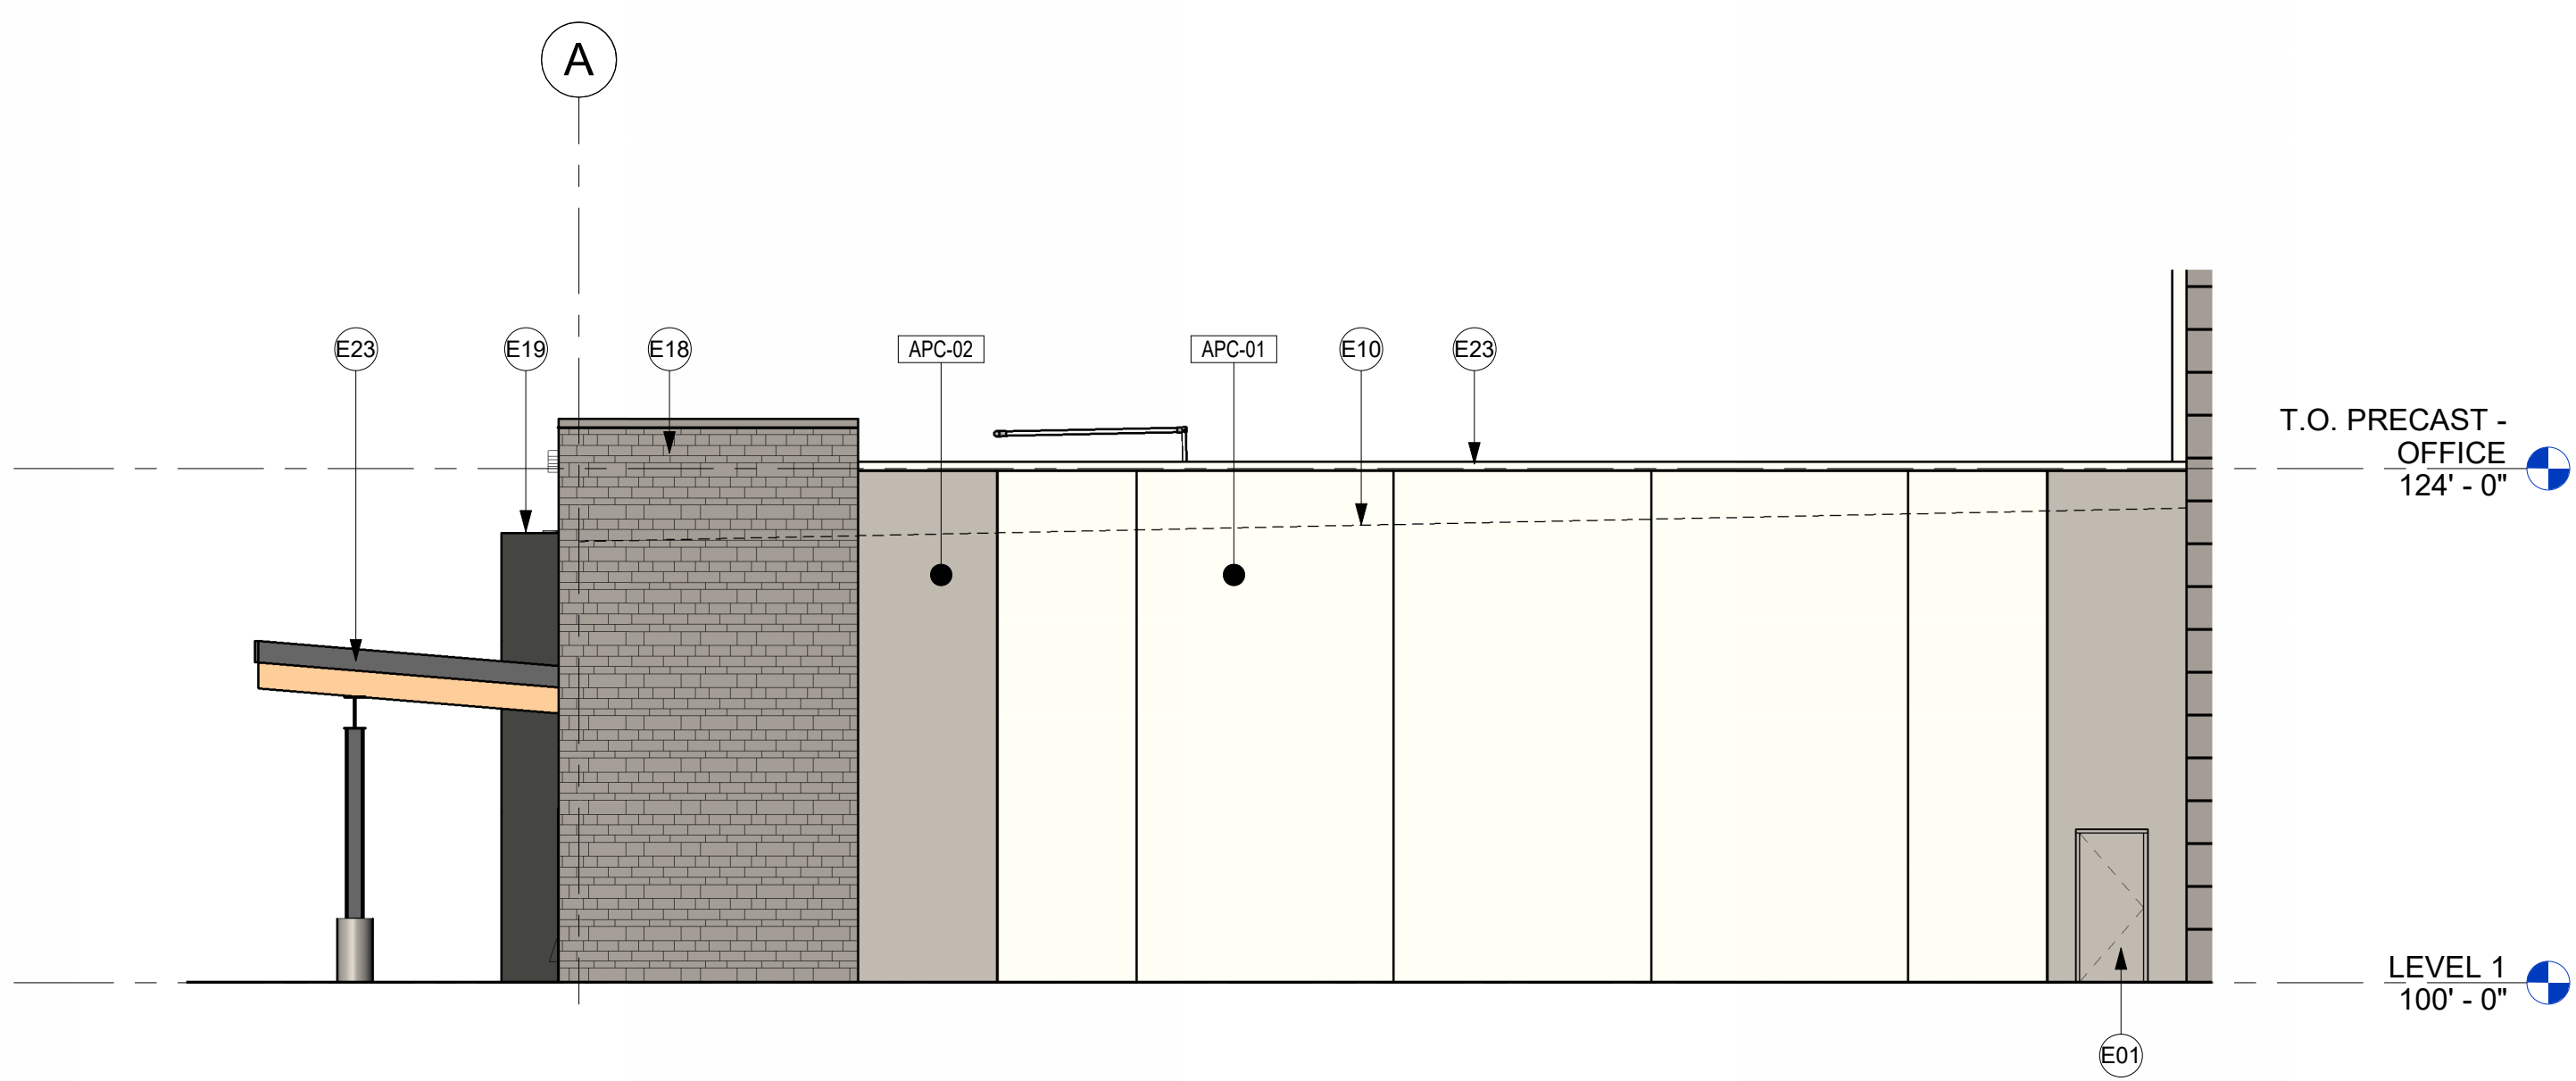 A
E23
E19
E18
APC-02
APC-01
E10
E23
T.O. PRECAST -
OFFICE
124' - 0"
LEVEL 1
100' - 0"
E01